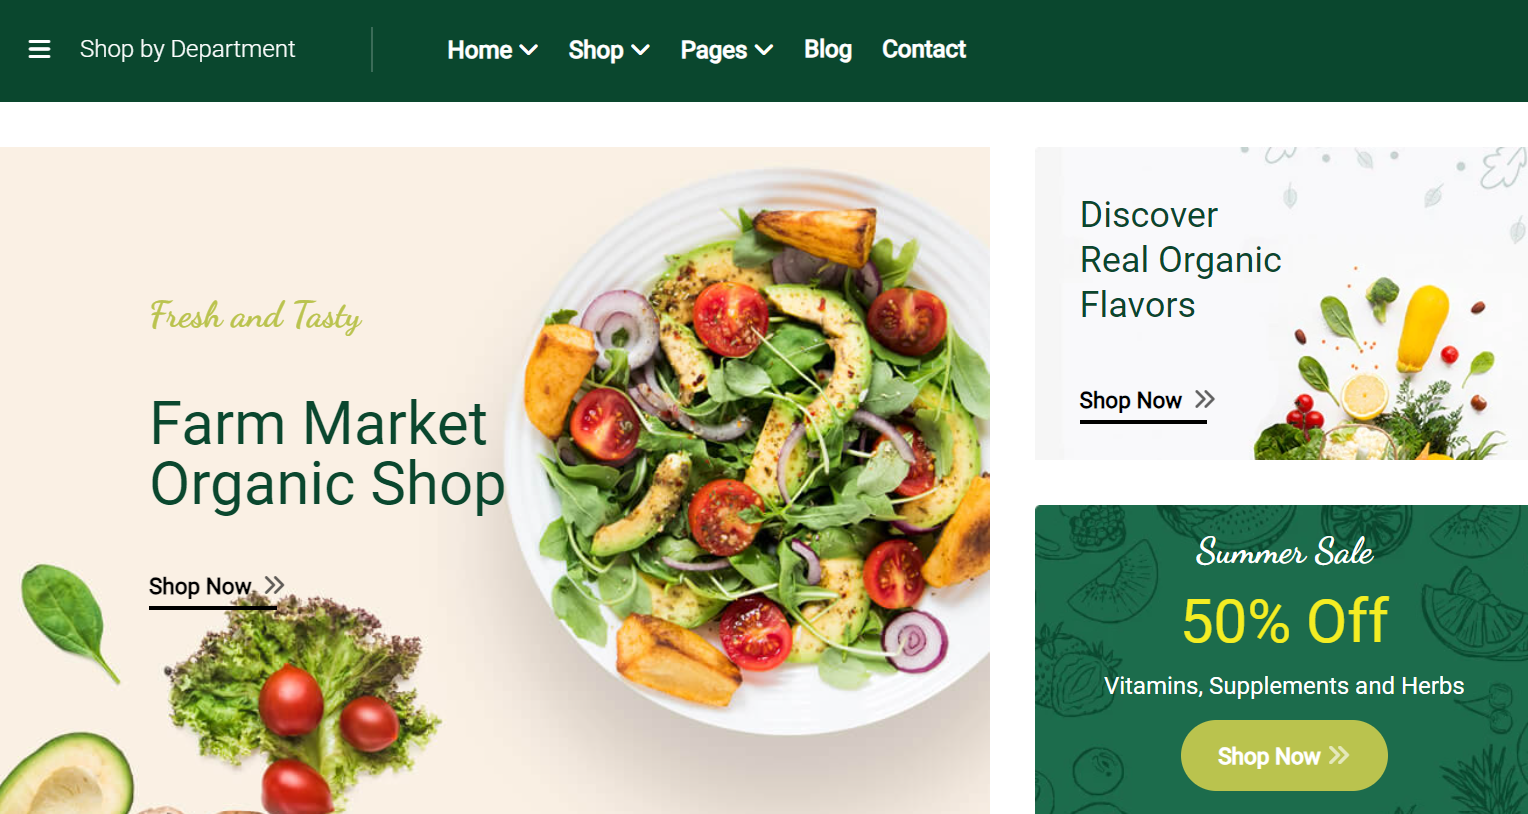 Shop by Department
Home
Shop
Pages
Blog
Contact
Fresh and Tasty
Farm Market
Organic Shop
Shop Now
Discover
Real Organic
Flavors
Shop Now
Summer Sale
50% Off
Vitamins, Supplements and Herbs
Shop Now